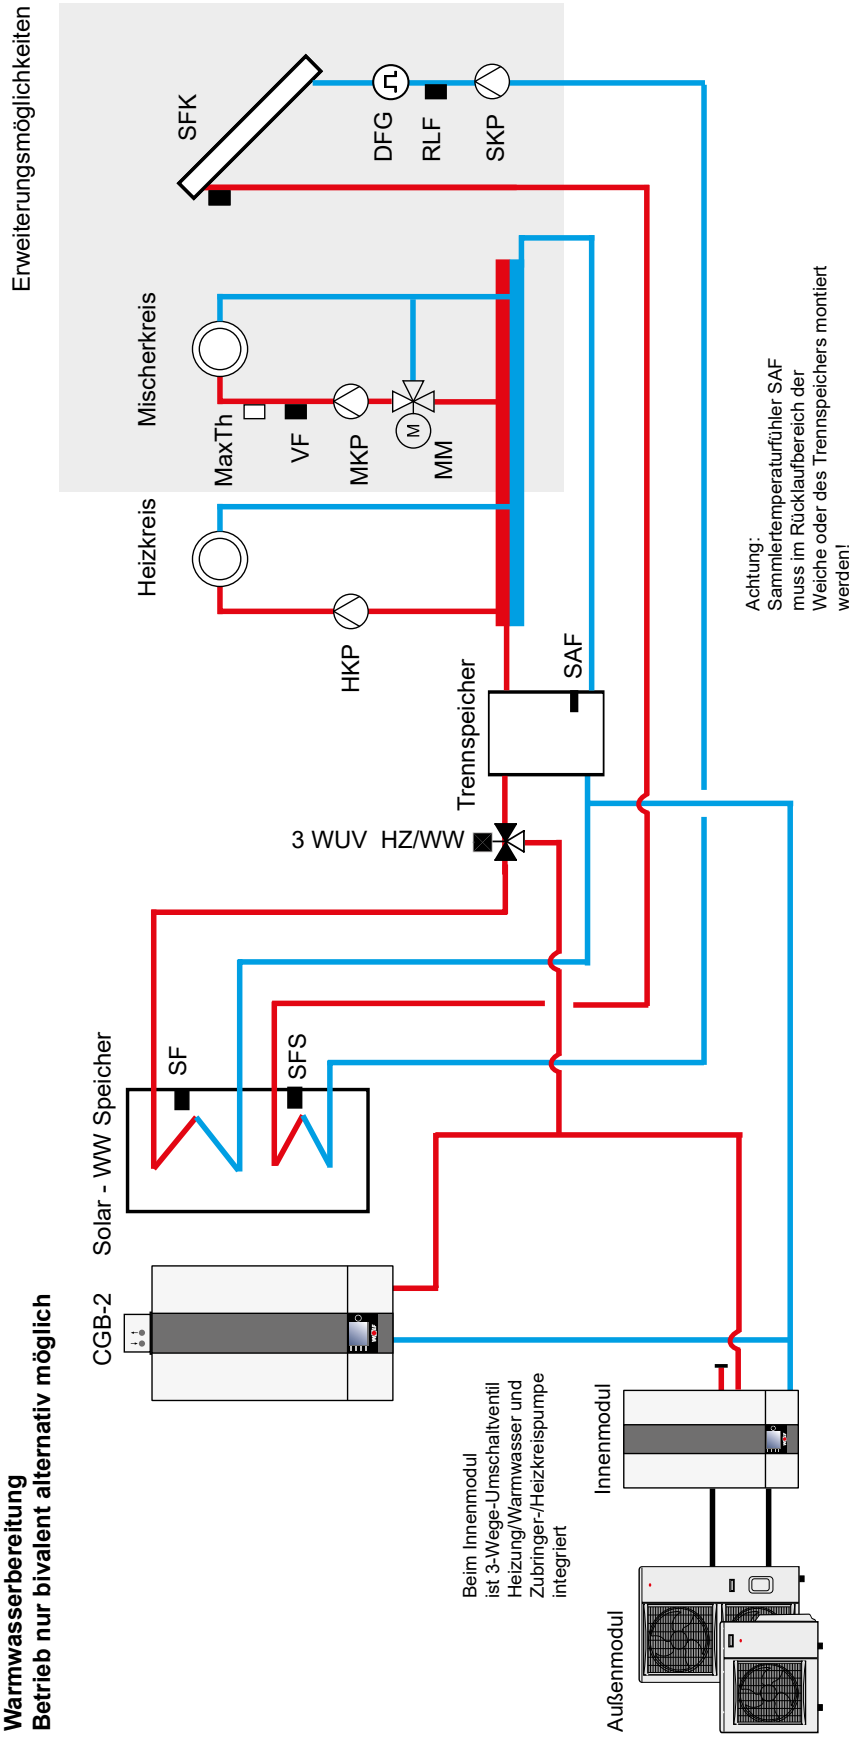 Warmwasserbereitung
Betrieb nur bivalent alternativ möglich
Erweiterungsmöglichkeiten
CGB-2
WOLF
Solar - WW Speicher
SF
SFS
3 WUV HZ/WW
Trennspeicher
SAF
Heizkreis
HKP
Mischerkreis
MaxTh
VF
MKP
M
MM
SFK
DFG
RLF
SKP
Beim Innenmodul
ist 3-Wege-Umschaltventil
Heizung/Warmwasser und
Zubringer-/Heizkreispumpe
integriert
Innenmodul
Außenmodul
Achtung:
Sammlertemperaturfühler SAF
muss im Rücklaufbereich der
Weiche oder des Trennspeichers montiert
werden!